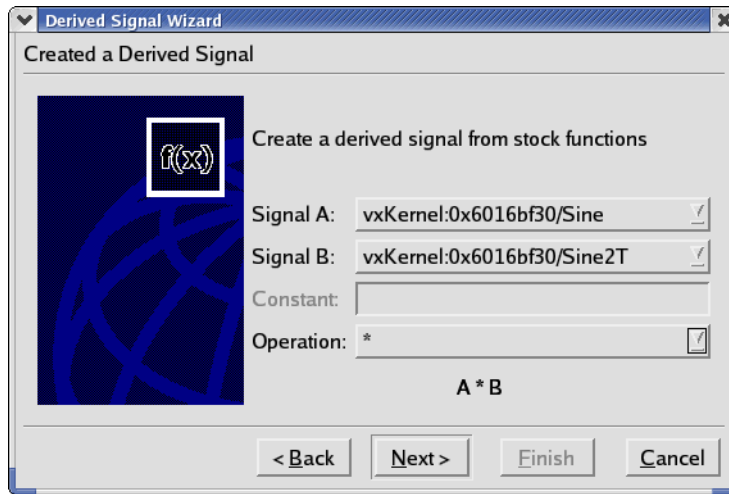 Derived Signal Wizard
Created a Derived Signal
f(x)
Create a derived signal from stock functions
Signal A: vxKernel:0x6016bf30/Sine
Signal B: vxKernel:0x6016bf30/Sine2T
Constant:
Operation: *
A * B
< Back Next > Finish Cancel